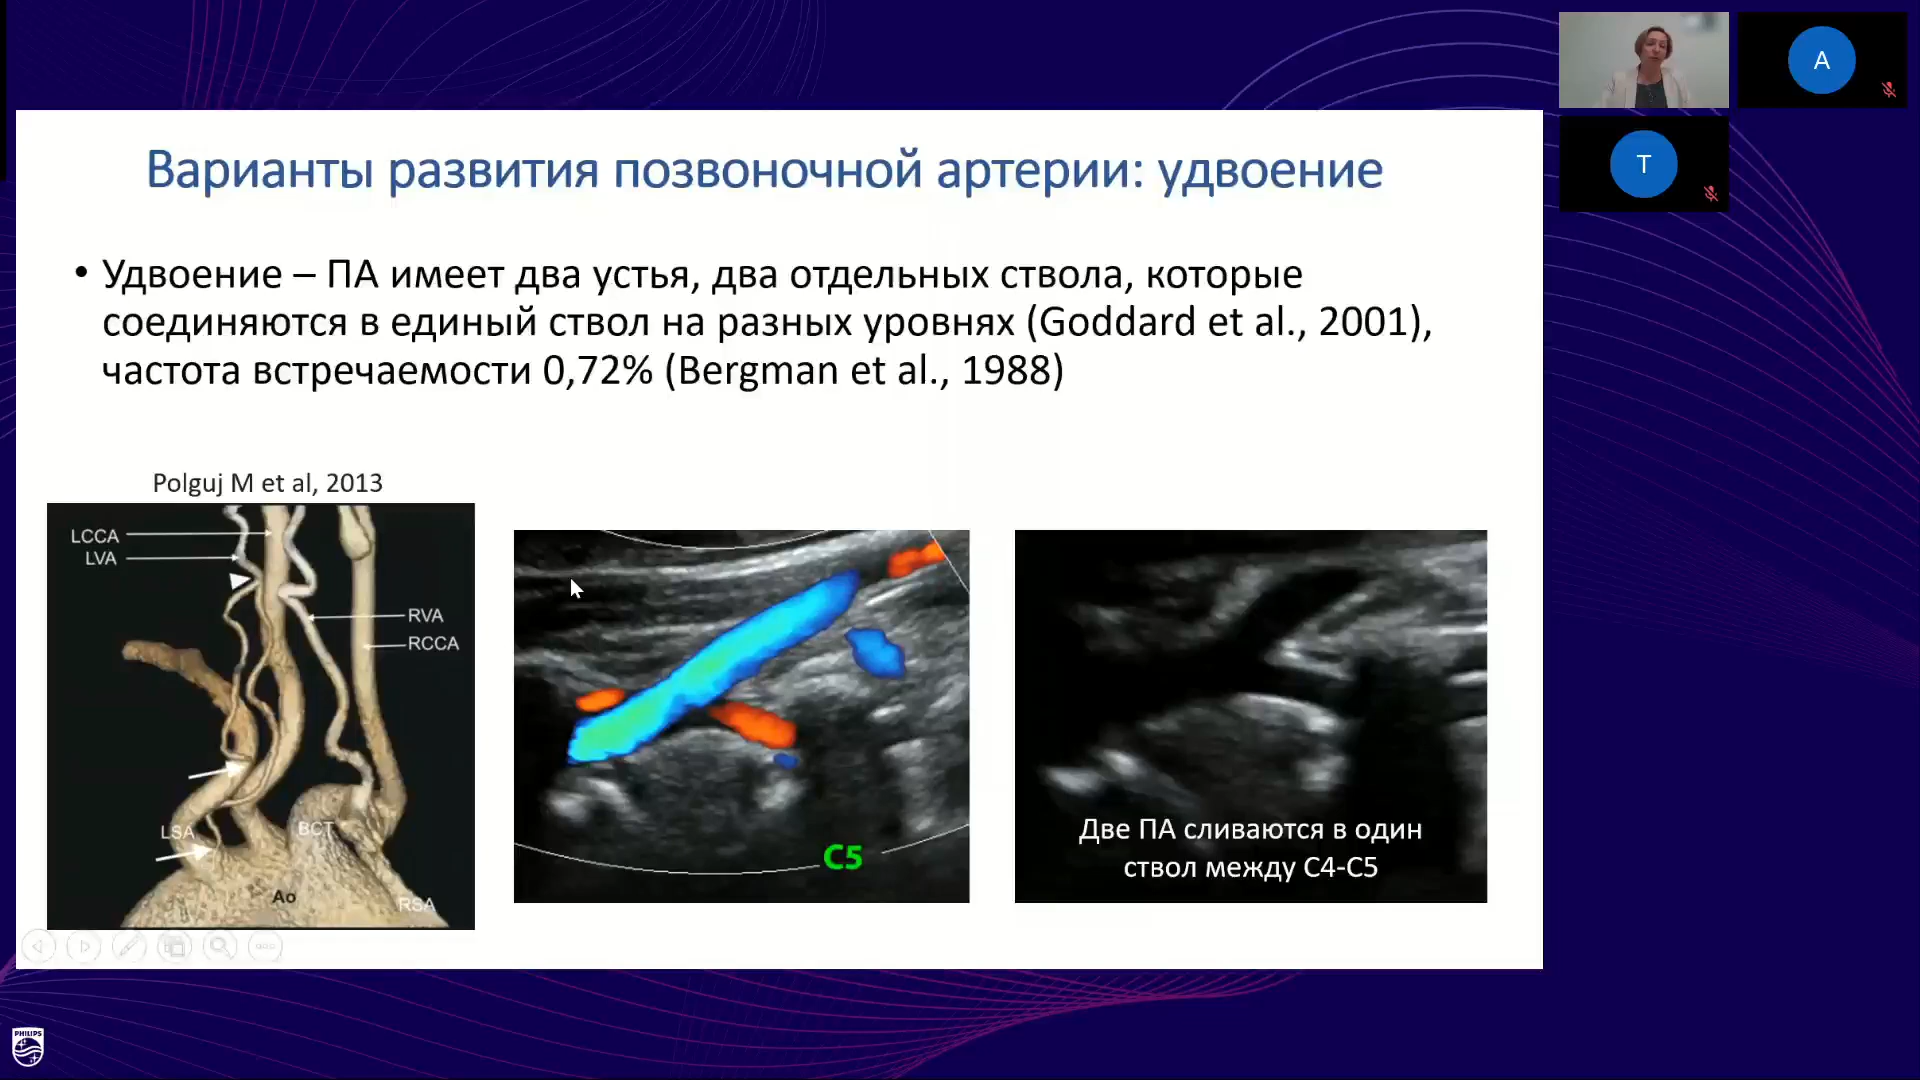 A
T
Варианты развития позвоночной артерии: удвоение
• Удвоение – ПА имеет два устья, два отдельных ствола, которые
соединяются в единый ствол на разных уровнях (Goddard et al., 2001),
частота встречаемости 0,72% (Bergman et al., 1988)
Polguj M et al, 2013
LCCA
LVA
RVA
RCCA
LSA
BCT
Ao
RSA
C5
Две ПА сливаются в один
ствол между С4-С5
PHILIPS